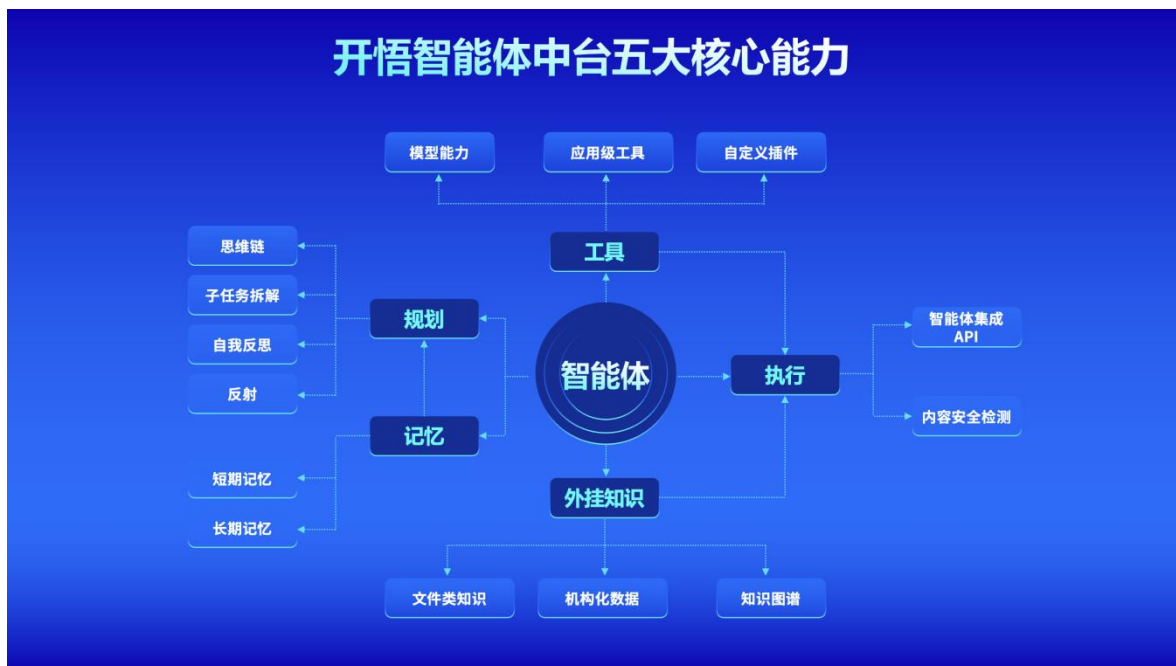 开悟智能体中台五大核心能力
模型能力
应用级工具
自定义插件
工具
思维链
子任务拆解
自我反思
反射
规划
记忆
短期记忆
长期记忆
智能体
执行
智能体集成
API
内容安全检测
外挂知识
文件类知识
机构化数据
知识图谱